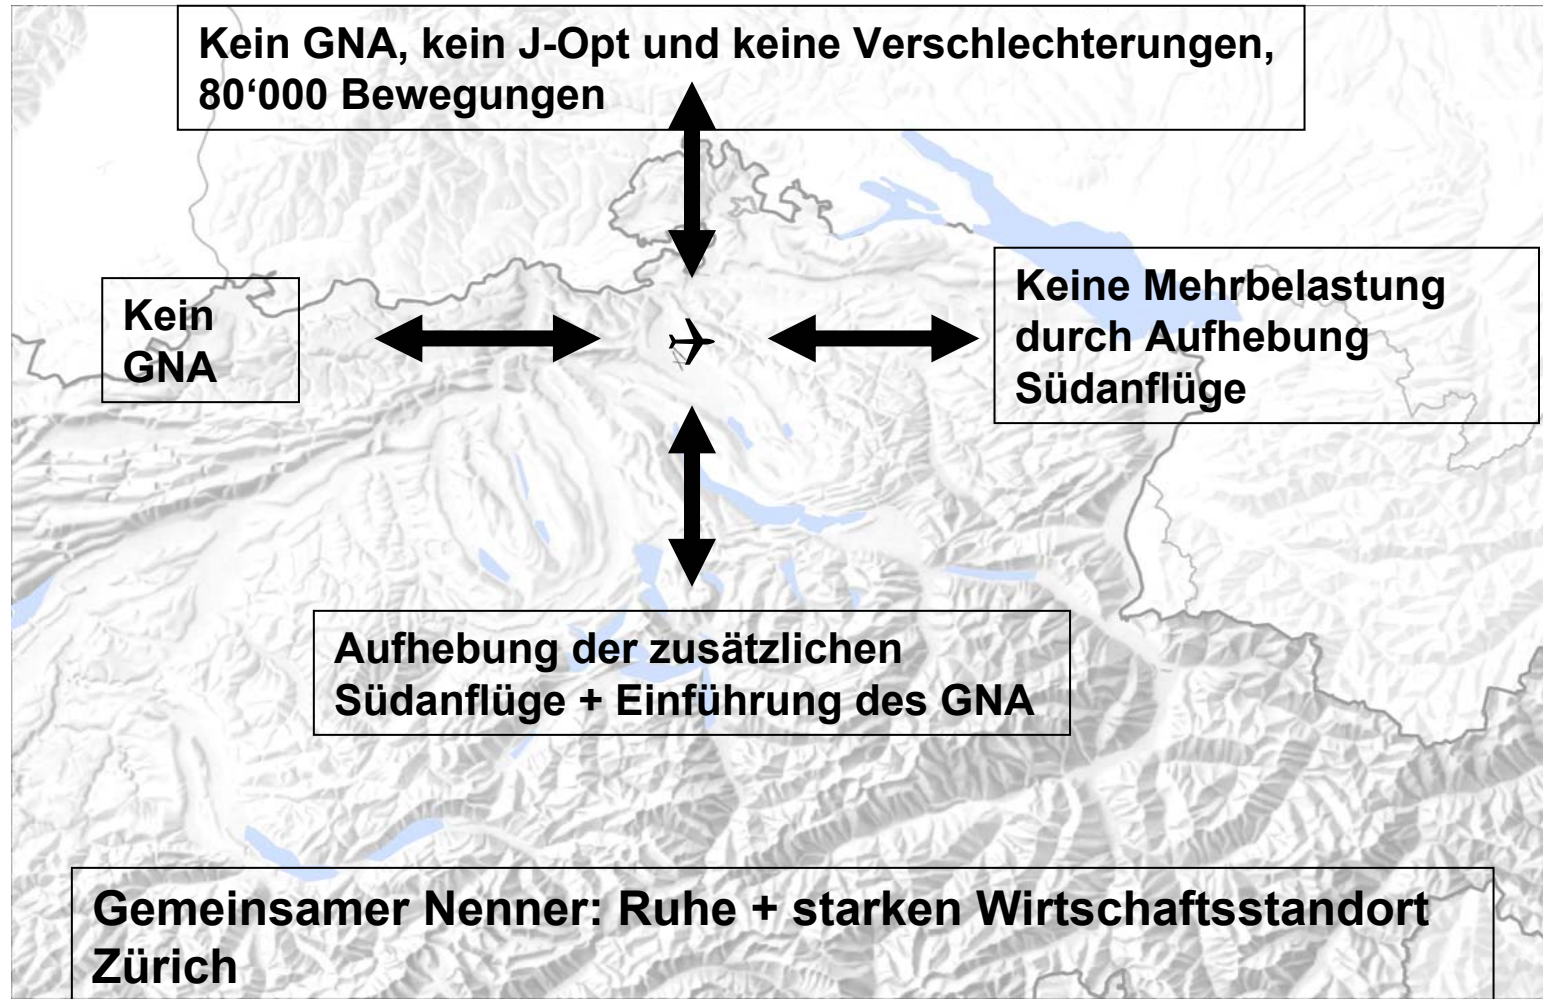 Kein GNA, kein J-Opt und keine Verschlechterungen,
80‘000 Bewegungen
Kein
GNA
Keine Mehrbelastung
durch Aufhebung
Südanflüge
Aufhebung der zusätzlichen
Südanflüge + Einführung des GNA
Gemeinsamer Nenner: Ruhe + starken Wirtschaftsstandort
Zürich